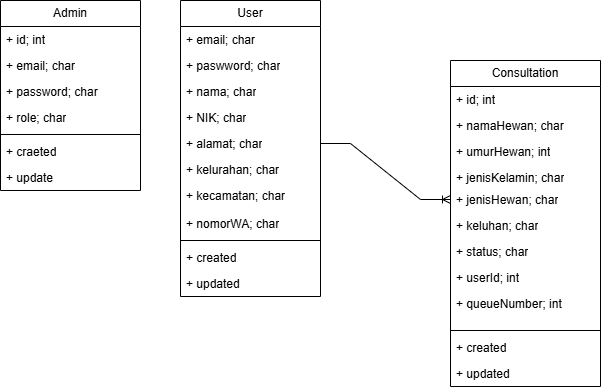 Admin
+ id; int
+ email; char
+ password; char
+ role; char
+ craeted
+ update
User
+ email; char
+ paswword; char
+ nama; char
+ NIK; char
+ alamat; char
+ kelurahan; char
+ kecamatan; char
+ nomorWA; char
+ created
+ updated
Consultation
+ id; int
+ namaHewan; char
+ umurHewan; int
+ jenisKelamin; char
+ jenisHewan; char
+ keluhan; char
+ status; char
+ userId; int
+ queueNumber; int
+ created
+ updated